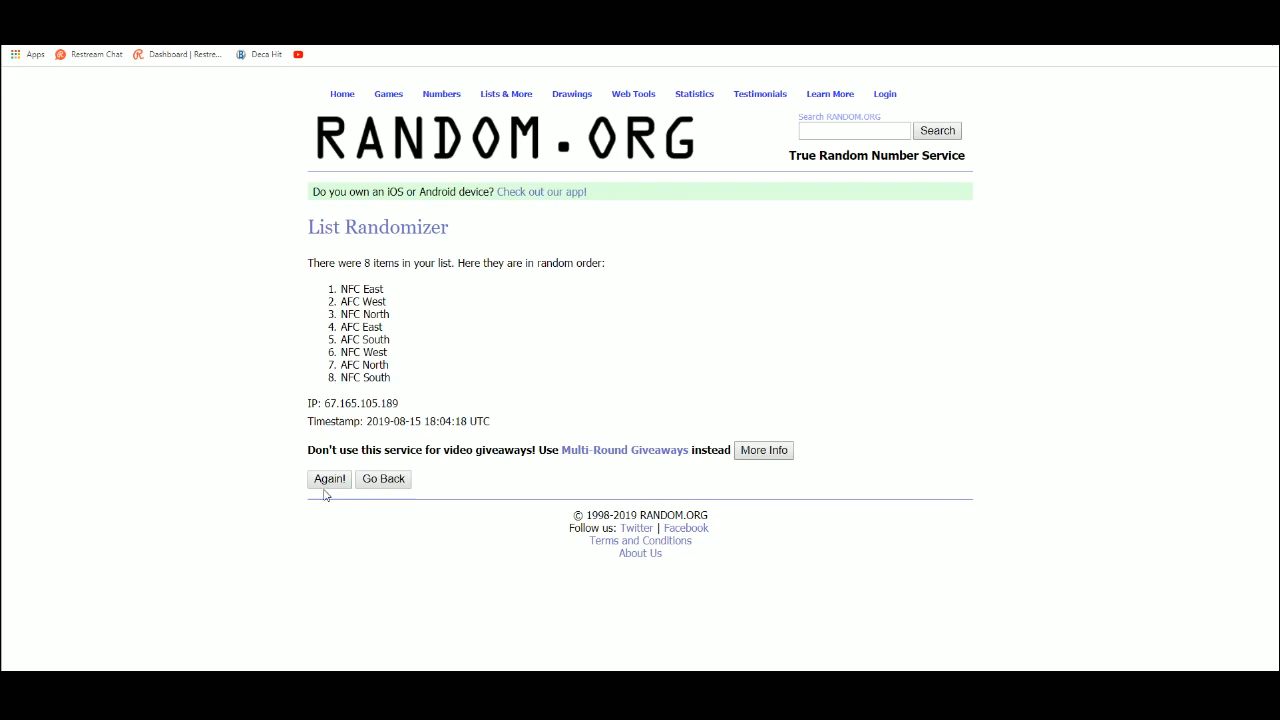 Apps Restream Chat Dashboard | Restre... Deca Hit
Home Games Numbers Lists & More Drawings Web Tools Statistics Testimonials Learn More Login
RANDOM.ORG
Search RANDOM.ORG
Search
True Random Number Service
Do you own an iOS or Android device? Check out our app!
List Randomizer
There were 8 items in your list. Here they are in random order:
1. NFC East
2. AFC West
3. NFC North
4. AFC East
5. AFC South
6. NFC West
7. AFC North
8. NFC South
IP: 67.165.105.189
Timestamp: 2019-08-15 18:04:18 UTC
Don't use this service for video giveaways! Use Multi-Round Giveaways instead More Info
Again! Go Back
© 1998-2019 RANDOM.ORG
Follow us: Twitter | Facebook
Terms and Conditions
About Us